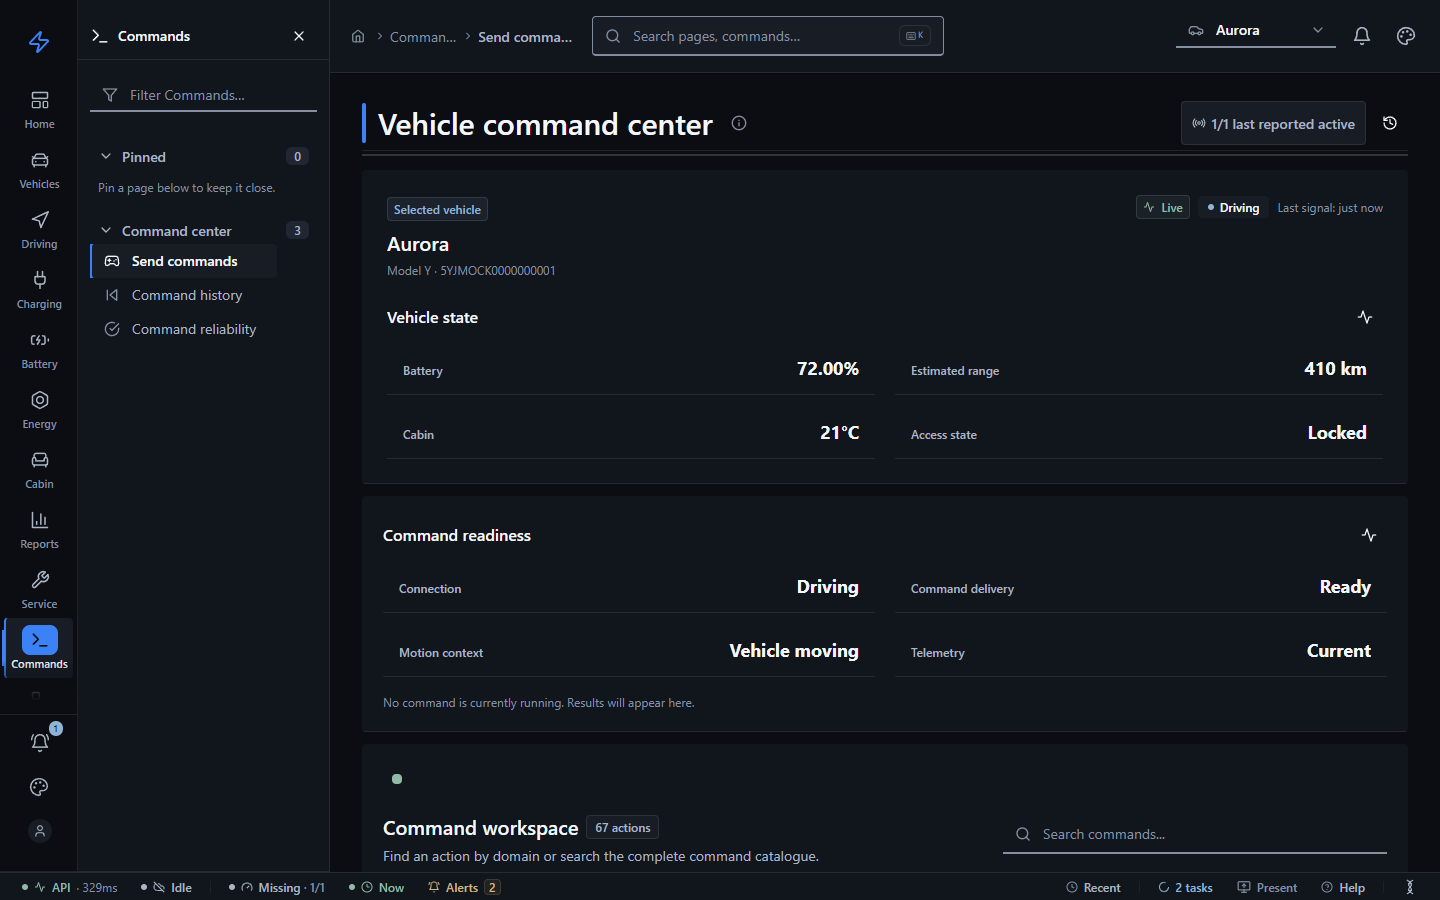 Commands
Comman...
Send comma...
Search pages, commands...
K
Aurora
Filter Commands...
Pinned
0
Pin a page below to keep it close.
Command center
3
Send commands
Command history
Command reliability
Home
Vehicles
Driving
Charging
Battery
Energy
Cabin
Reports
Service
Commands
1
Vehicle command center
1/1 last reported active
Selected vehicle
Live
Driving
Last signal: just now
Aurora
Model Y · 5YJMOCK0000000001
Vehicle state
Battery
72.00%
Estimated range
410 km
Cabin
21°C
Access state
Locked
Command readiness
Connection
Driving
Command delivery
Ready
Motion context
Vehicle moving
Telemetry
Current
No command is currently running. Results will appear here.
Command workspace
67 actions
Find an action by domain or search the complete command catalogue.
Search commands...
API · 329ms
Idle
Missing · 1/1
Now
Alerts 2
Recent
2 tasks
Present
Help